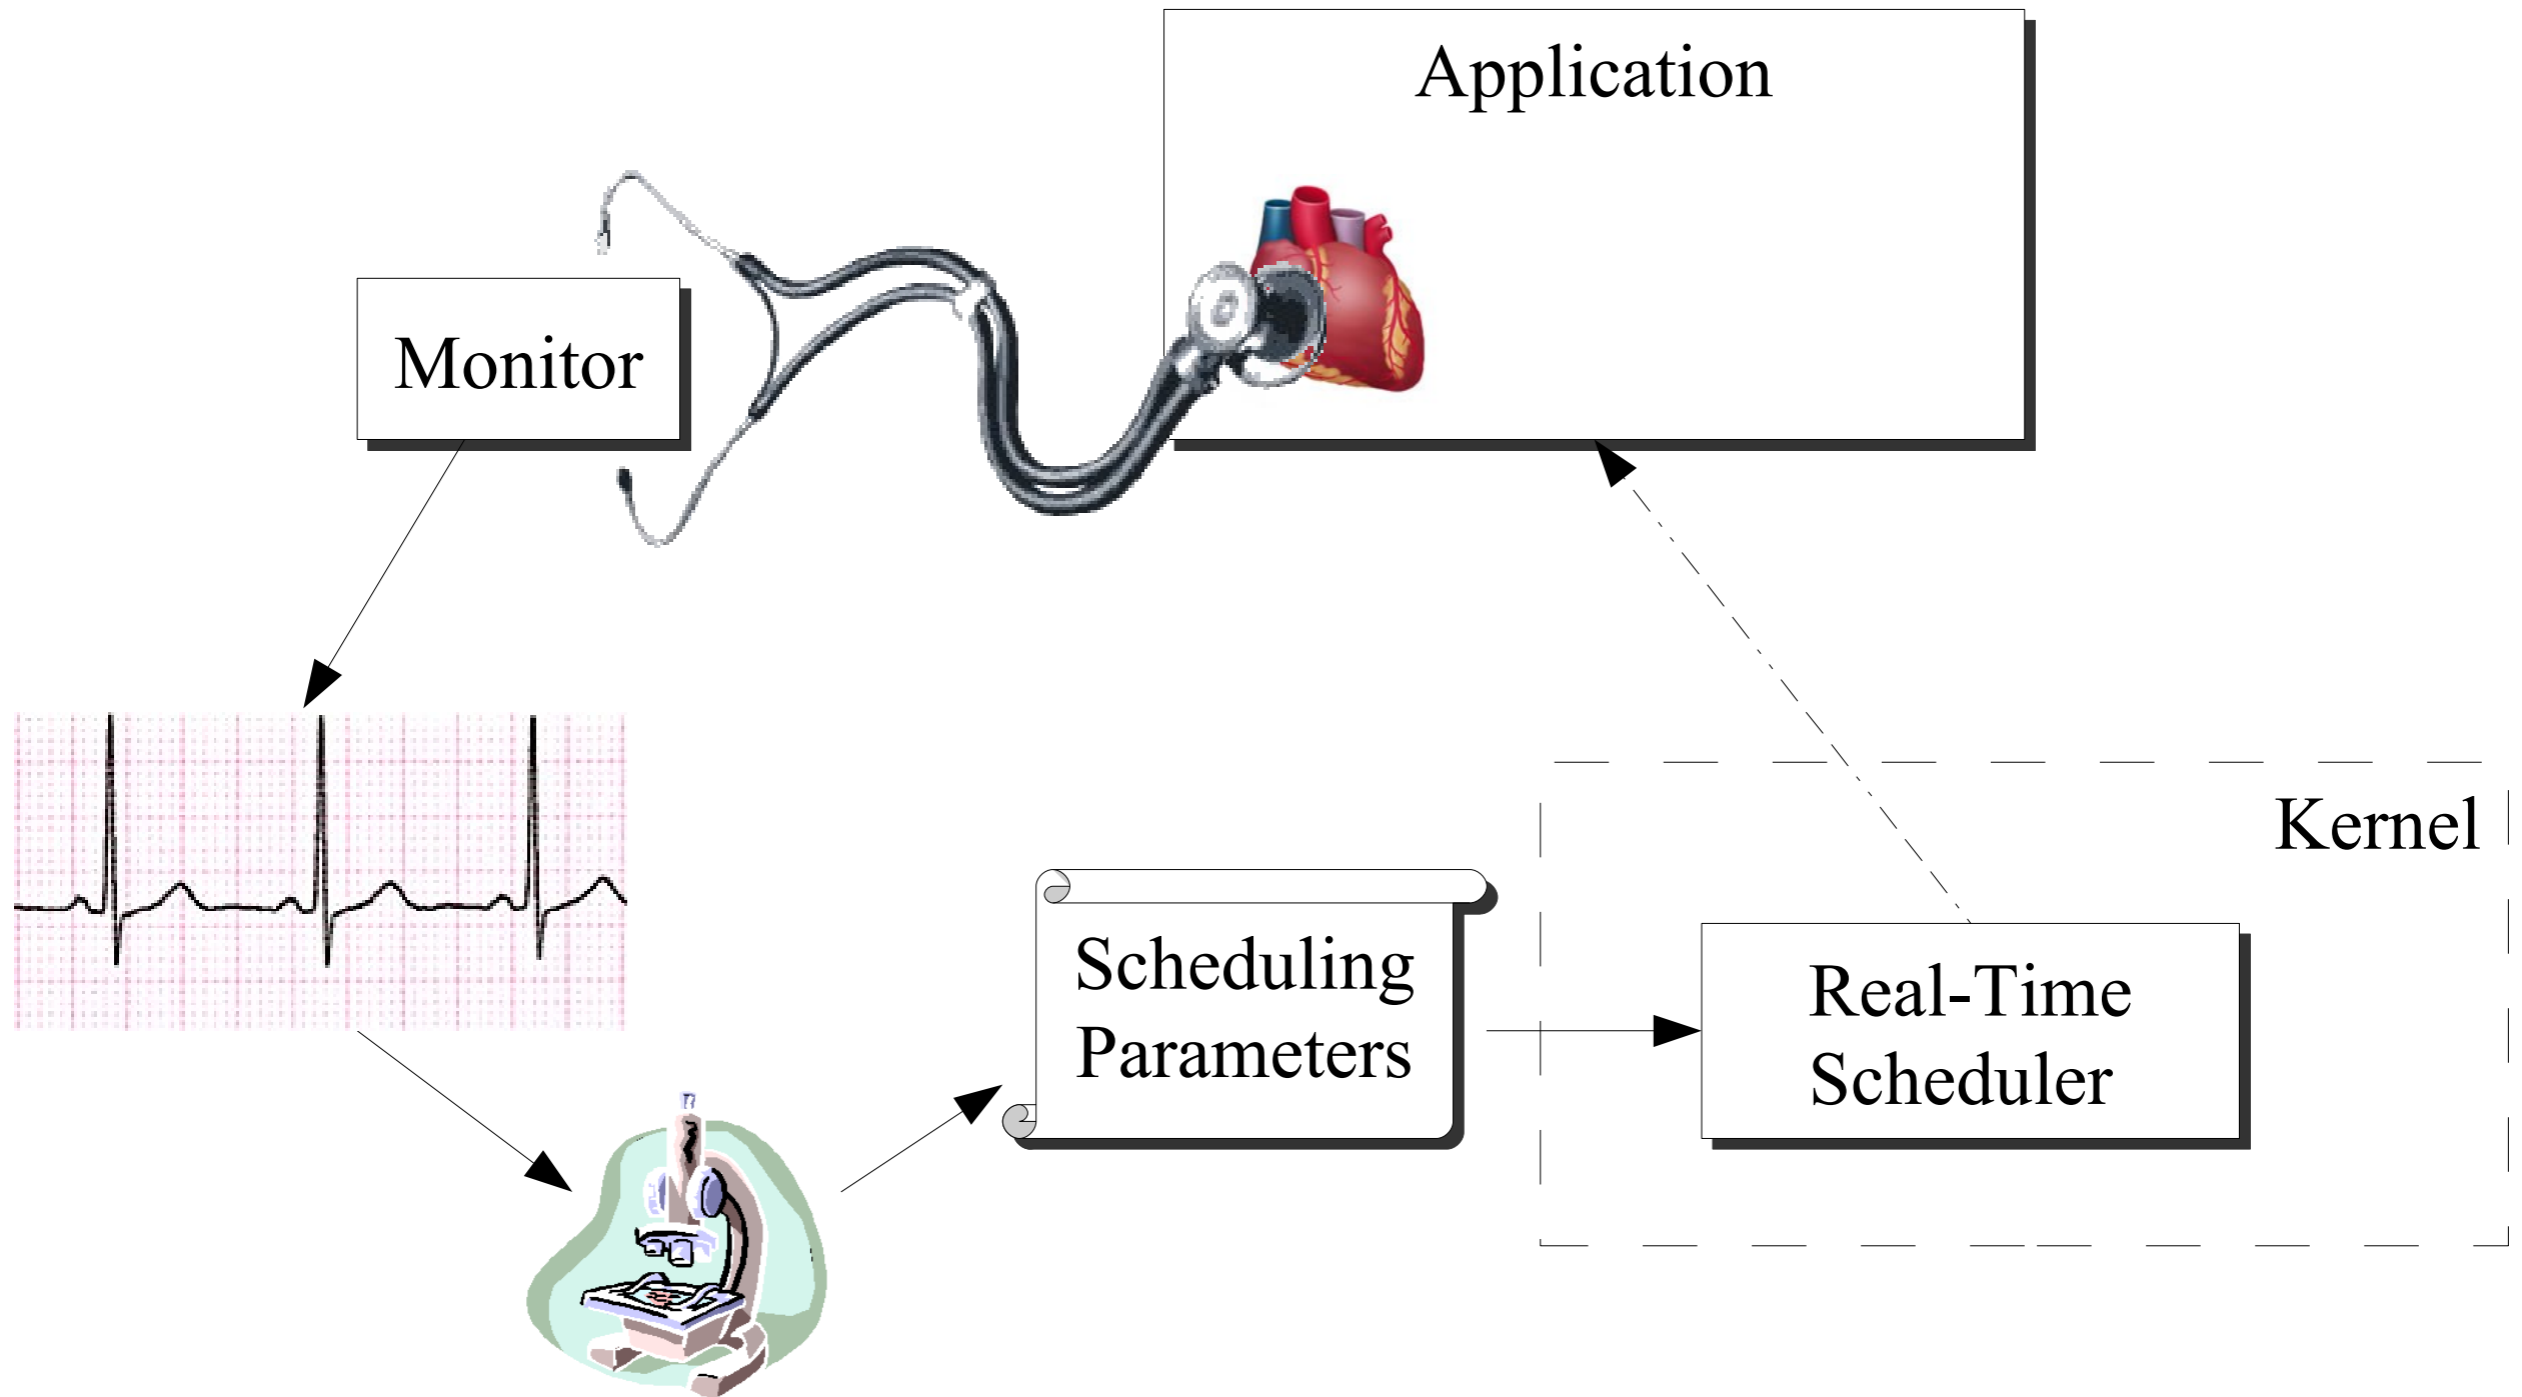 Application
Monitor
Kernel
Scheduling
Parameters
Real-Time
Scheduler